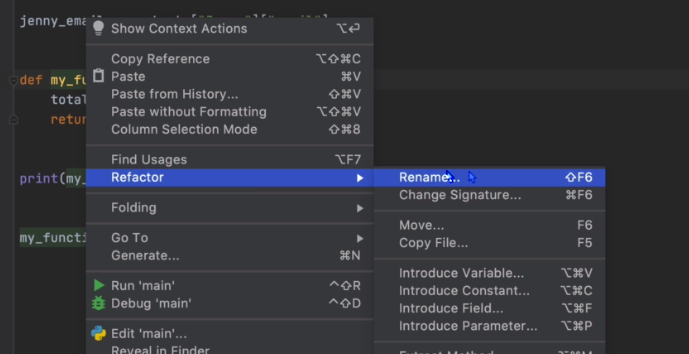 jenny_email
Show Context Actions ⌥⏎
Copy Reference ⌥⇧⌘C
def my_fu
Paste ⌘V
total
Paste from History... ⇧⌘V
retur
Paste without Formatting ⌥⇧⌘V
Column Selection Mode ⇧⌘8
Find Usages ⌥F7
print(my_
Refactor
Rename... ⇧F6
Change Signature... ⌘F6
Folding
Move... F6
my_functi
Go To
Copy File... F5
Generate... ⌘N
Introduce Variable... ⌥⌘V
Run 'main' ^⇧R
Introduce Constant... ⌥⌘C
Debug 'main' ^⇧D
Introduce Field... ⌥⌘F
Edit 'main'...
Introduce Parameter... ⌥⌘P
Reveal in Finder
Extract Method